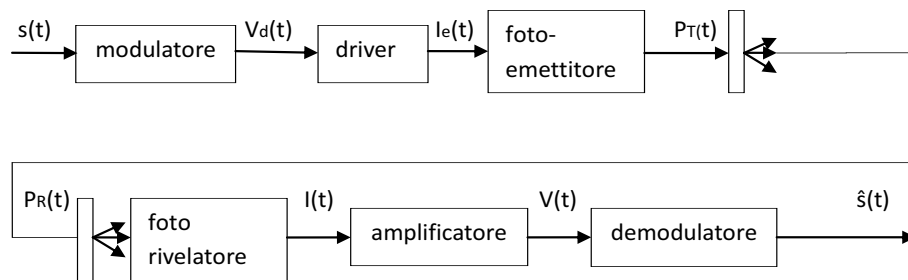 s(t)
modulatore
Vd(t)
driver
Ie(t)
foto-
emettitore
PT(t)
PR(t)
foto
rivelatore
I(t)
amplificatore
V(t)
demodulatore
ŝ(t)